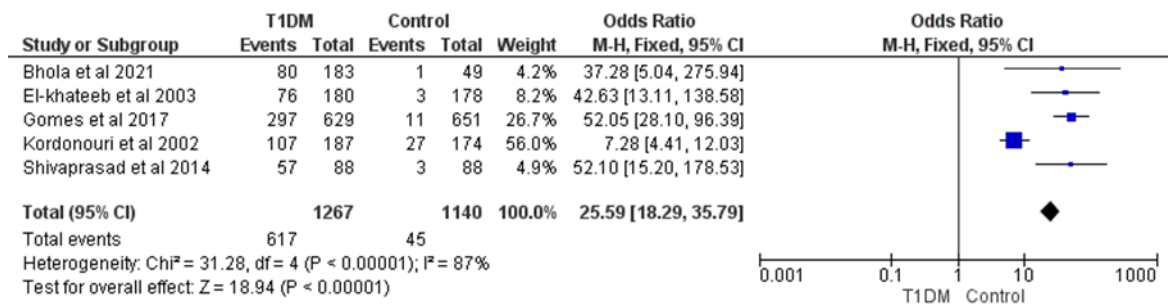 T1DM Control Odds Ratio Odds Ratio
Study or Subgroup Events Total Events Total Weight M-H, Fixed, 95% CI M-H, Fixed, 95% CI
Bhola et al 2021 80 183 1 49 4.2% 37.28 [5.04, 275.94]
El-khateeb et al 2003 76 180 3 178 8.2% 42.63 [13.11, 138.58]
Gomes et al 2017 297 629 11 651 26.7% 52.05 [28.10, 96.39]
Kordonouri et al 2002 107 187 27 174 56.0% 7.28 [4.41, 12.03]
Shivaprasad et al 2014 57 88 3 88 4.9% 52.10 [15.20, 178.53]
Total (95% CI) 1267 1140 100.0% 25.59 [18.29, 35.79]
Total events 617 45
Heterogeneity: Chi² = 31.28, df = 4 (P < 0.00001); I² = 87%
Test for overall effect: Z = 18.94 (P < 0.00001)
0.001 0.1 1 10 1000
T1DM Control